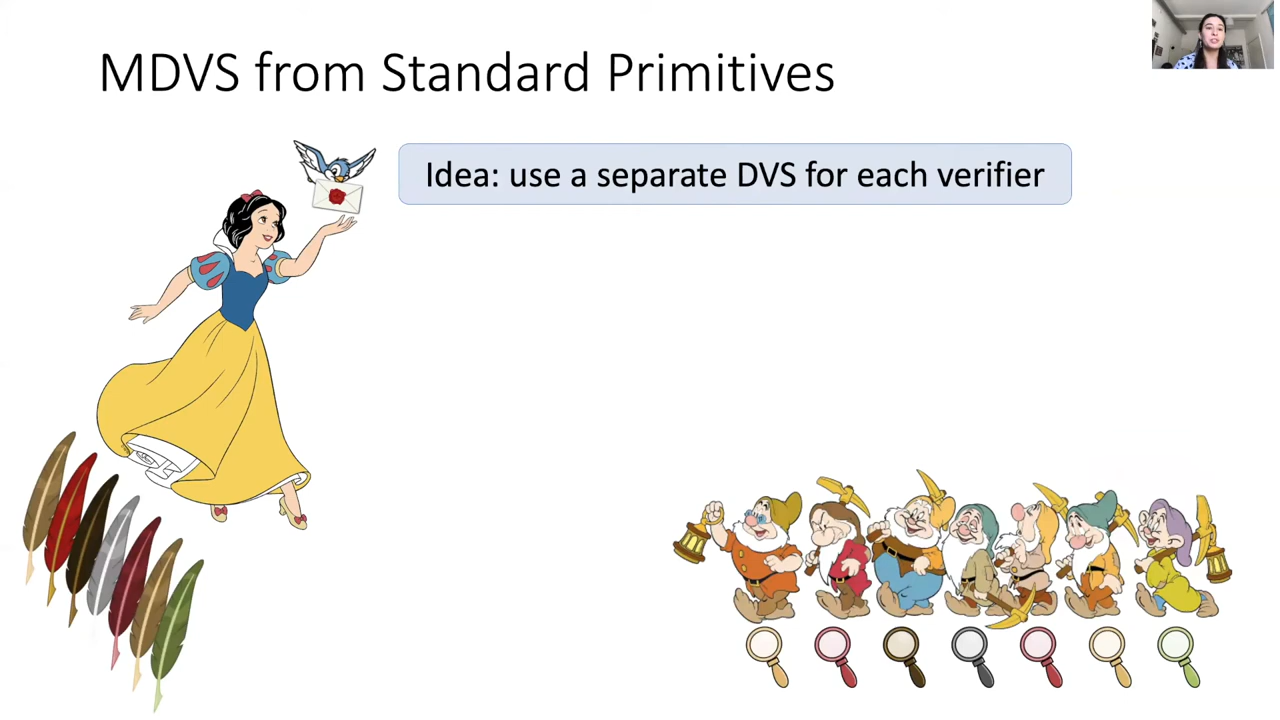 MDVS from Standard Primitives
Idea: use a separate DVS for each verifier